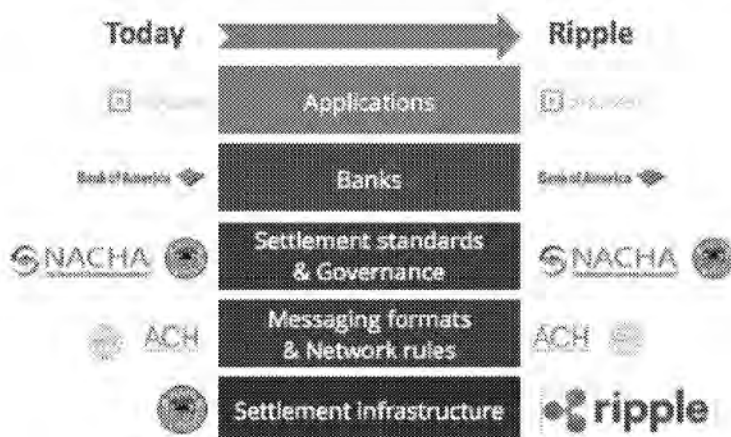 Today Ripple
Applications
Bank of America Banks Bank of America
NACHA Settlement standards NACHA
& Governance
Messaging formats
ACH & Network rules ACH
Settlement infrastructure ripple